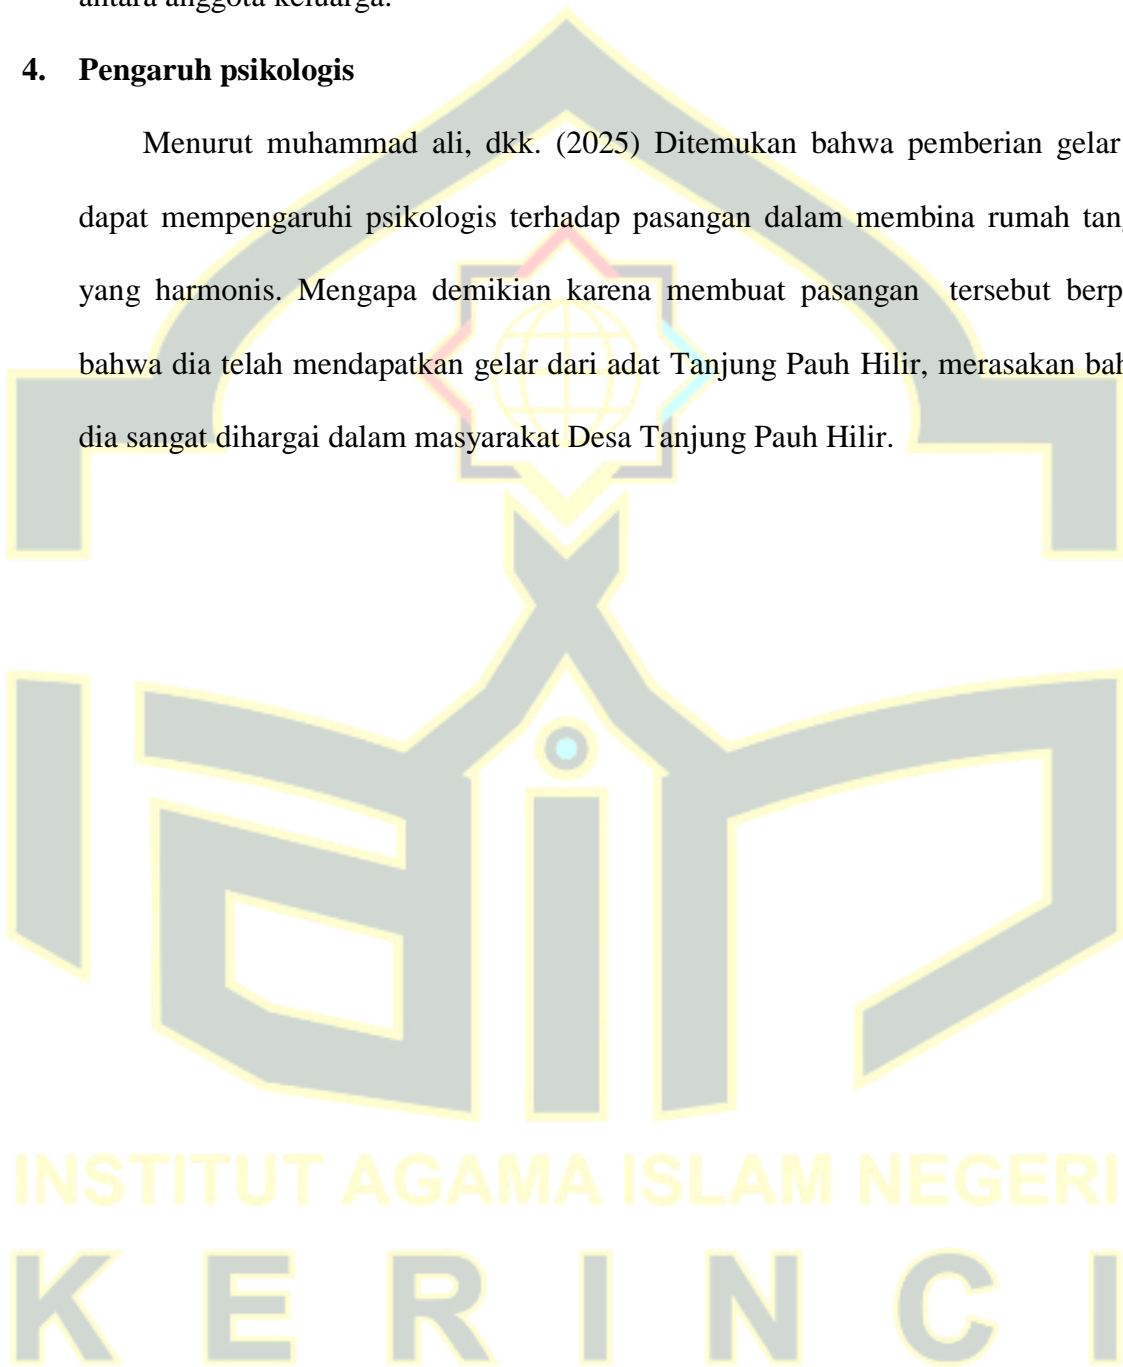 antara anggota keluarga.
4. Pengaruh psikologis
Menurut muhammad ali, dkk. (2025) Ditemukan bahwa pemberian gelar
dapat mempengaruhi psikologis terhadap pasangan dalam membina rumah
yang harmonis. Mengapa demikian karena membuat pasangan tersebut
bahwa dia telah mendapatkan gelar dari adat Tanjung Pauh Hilir, merasakan
dia sangat dihargai dalam masyarakat Desa Tanjung Pauh Hilir.
iain
INSTITUT AGAMA ISLAM NEGERI
KERINCI